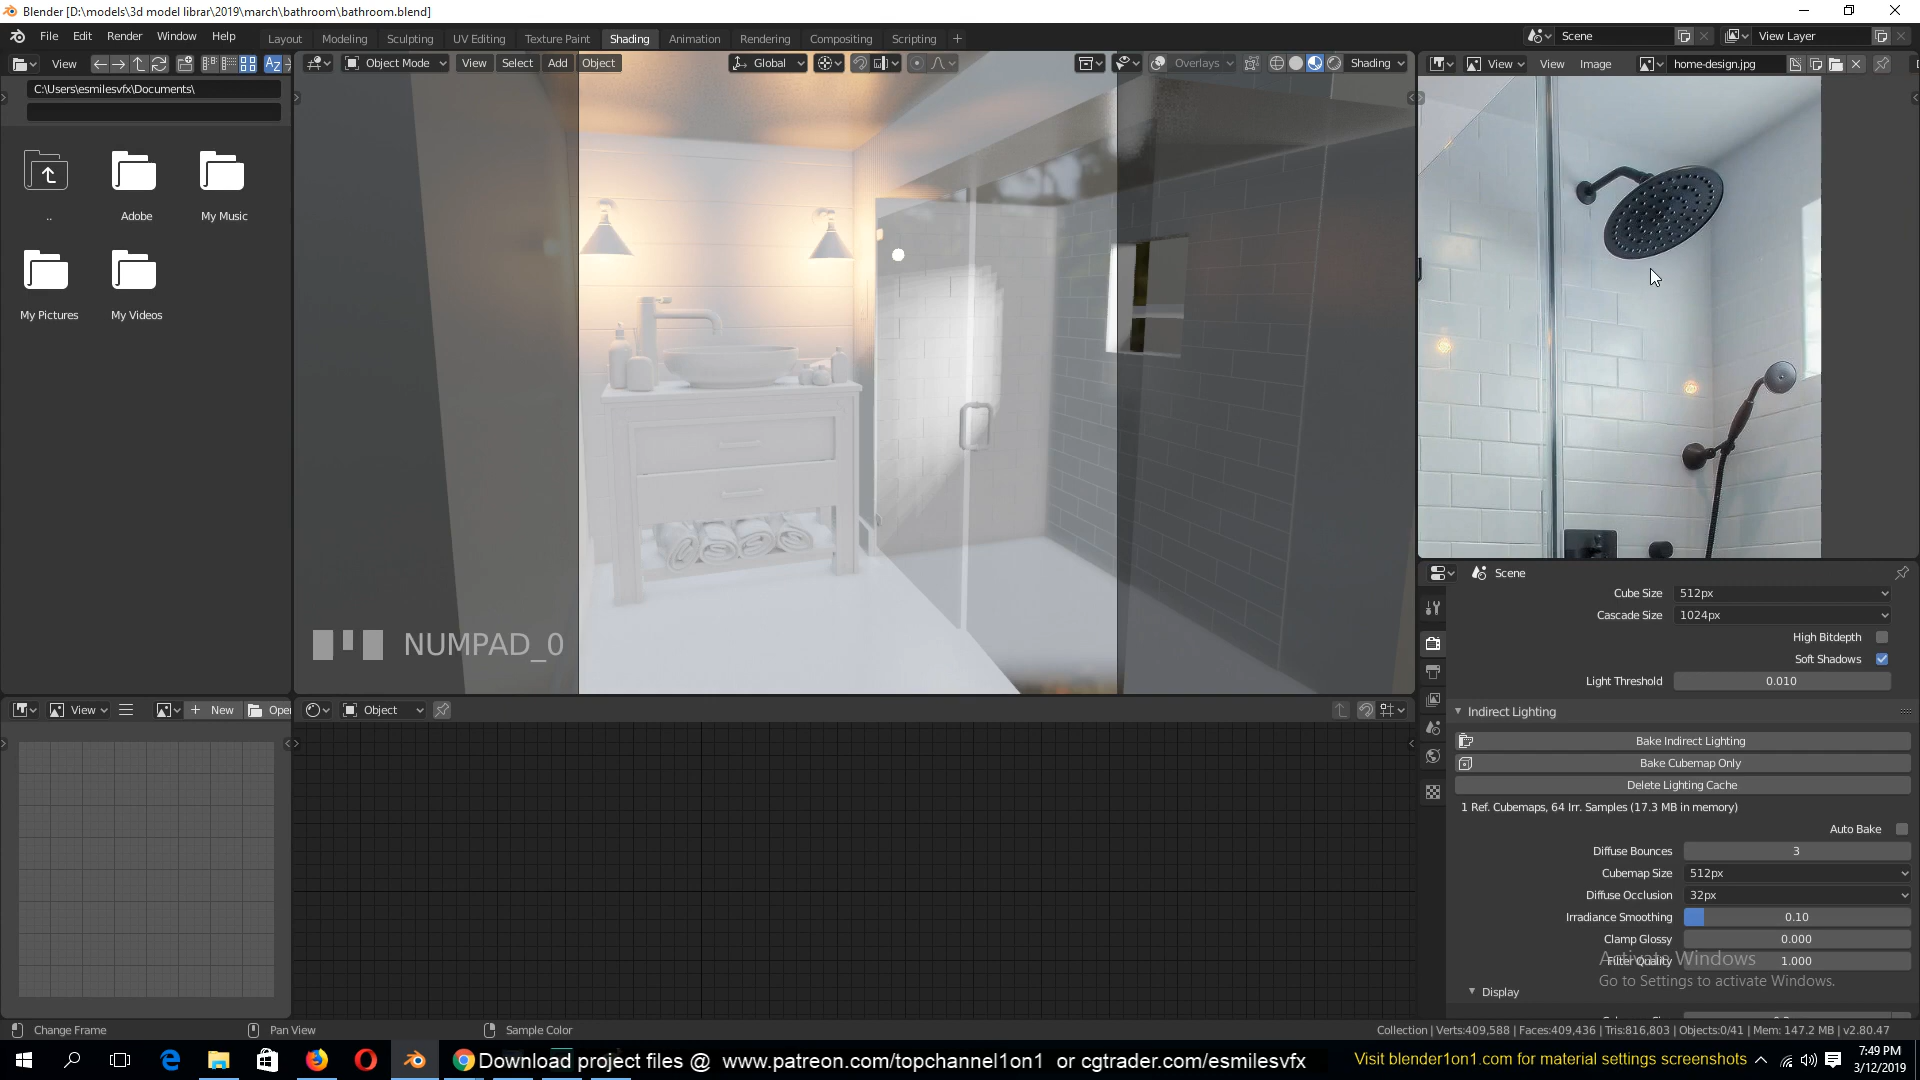 Blender [D:\models\3d model librar\2019\march\bathroom\bathroom.blend]
File Edit Render Window Help
Layout Modeling Sculpting UV Editing Texture Paint Shading Animation Rendering Compositing Scripting +
Scene
View Layer
View
Object Mode View Select Add Object
Global
Overlays
Shading
View View Image home-design.jpg
C:\Users\esmilesvfx\Documents\
..
Adobe
My Music
My Pictures
My Videos
NUMPAD_0
Scene
Cube Size 512px
Cascade Size 1024px
High Bitdepth
Soft Shadows
Light Threshold 0.010
Indirect Lighting
Bake Indirect Lighting
Bake Cubemap Only
Delete Lighting Cache
1 Ref. Cubemaps, 64 Irr. Samples (17.3 MB in memory)
Auto Bake
Diffuse Bounces 3
Cubemap Size 512px
Diffuse Occlusion 32px
Irradiance Smoothing 0.10
Clamp Glossy 0.000
Filter Quality 1.000
Activate Windows
Go to Settings to activate Windows.
Display
View + New Open
Object
Change Frame
Pan View
Sample Color
Collection | Verts:409,588 | Faces:409,436 | Tris:816,803 | Objects:0/41 | Mem: 147.2 MB | v2.80.47
Download project files @ www.patreon.com/topchannel1on1 or cgtrader.com/esmilesvfx
Visit blender1on1.com for material settings screenshots
7:49 PM
3/12/2019